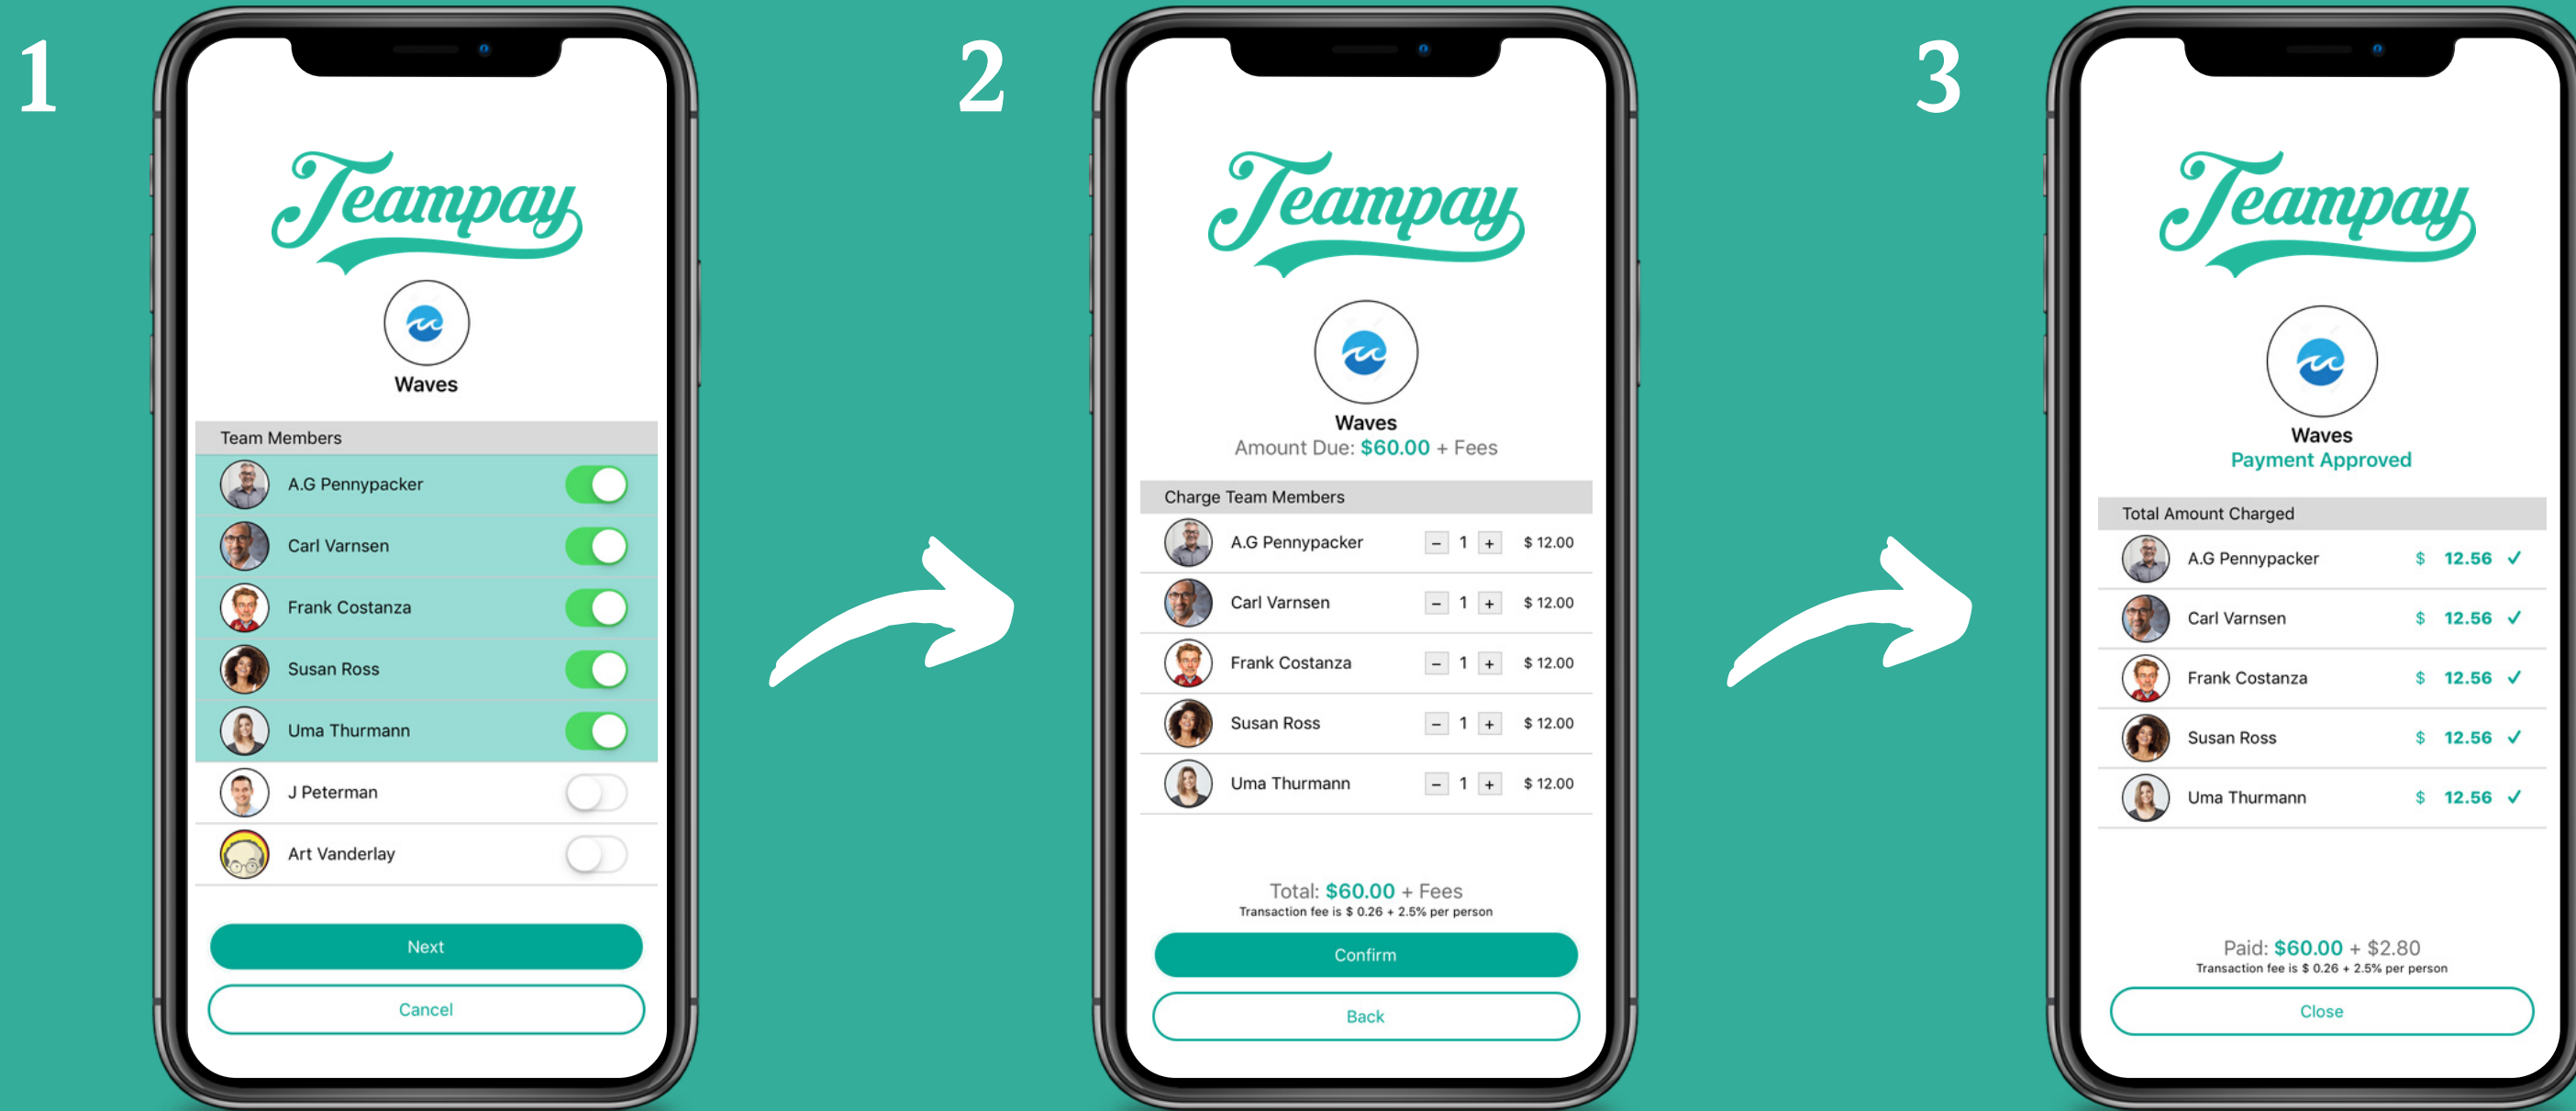 1
Teampay
Waves
Team Members
A.G Pennypacker
Carl Varnsen
Frank Costanza
Susan Ross
Uma Thurmann
J Peterman
Art Vanderlay
Next
Cancel
2
Teampay
Waves
Amount Due: $60.00 + Fees
Charge Team Members
A.G Pennypacker − 1 + $ 12.00
Carl Varnsen − 1 + $ 12.00
Frank Costanza − 1 + $ 12.00
Susan Ross − 1 + $ 12.00
Uma Thurmann − 1 + $ 12.00
Total: $60.00 + Fees
Transaction fee is $ 0.26 + 2.5% per person
Confirm
Back
3
Teampay
Waves
Payment Approved
Total Amount Charged
A.G Pennypacker $ 12.56 ✓
Carl Varnsen $ 12.56 ✓
Frank Costanza $ 12.56 ✓
Susan Ross $ 12.56 ✓
Uma Thurmann $ 12.56 ✓
Paid: $60.00 + $2.80
Transaction fee is $ 0.26 + 2.5% per person
Close